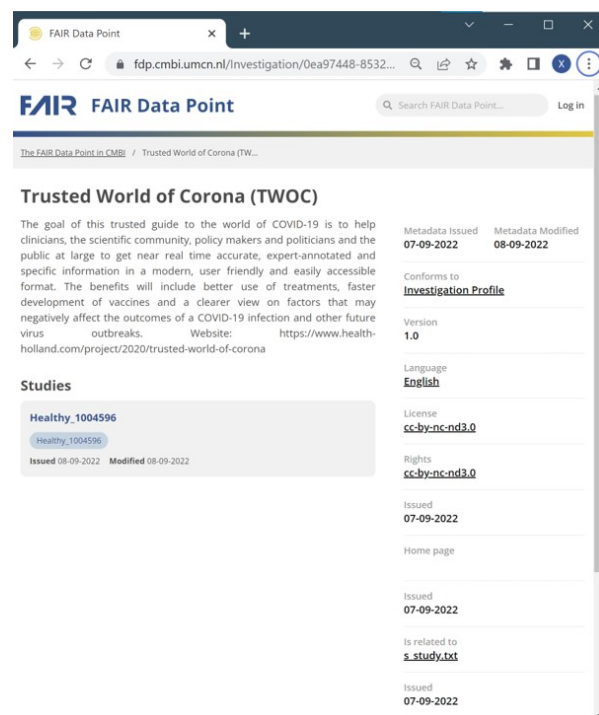 FAIR Data Point
fdp.cmbi.umcn.nl/Investigation/0ea97448-8532...
X
FAIR FAIR Data Point
Search FAIR Data Point...
Log in
The FAIR Data Point in CMBI / Trusted World of Corona (TW...
Trusted World of Corona (TWOC)
The goal of this trusted guide to the world of COVID-19 is to help
clinicians, the scientific community, policy makers and politicians and the
public at large to get near real time accurate, expert-annotated and
specific information in a modern, user friendly and easily accessible
format. The benefits will include better use of treatments, faster
development of vaccines and a clearer view on factors that may
negatively affect the outcomes of a COVID-19 infection and other future
virus outbreaks. Website: https://www.health-
holland.com/project/2020/trusted-world-of-corona
Studies
Healthy_1004596
Healthy_1004596
Issued 08-09-2022 Modified 08-09-2022
Metadata Issued Metadata Modified
07-09-2022 08-09-2022
Conforms to
Investigation Profile
Version
1.0
Language
English
License
cc-by-nc-nd3.0
Rights
cc-by-nc-nd3.0
Issued
07-09-2022
Home page
Issued
07-09-2022
Is related to
s_study.txt
Issued
07-09-2022